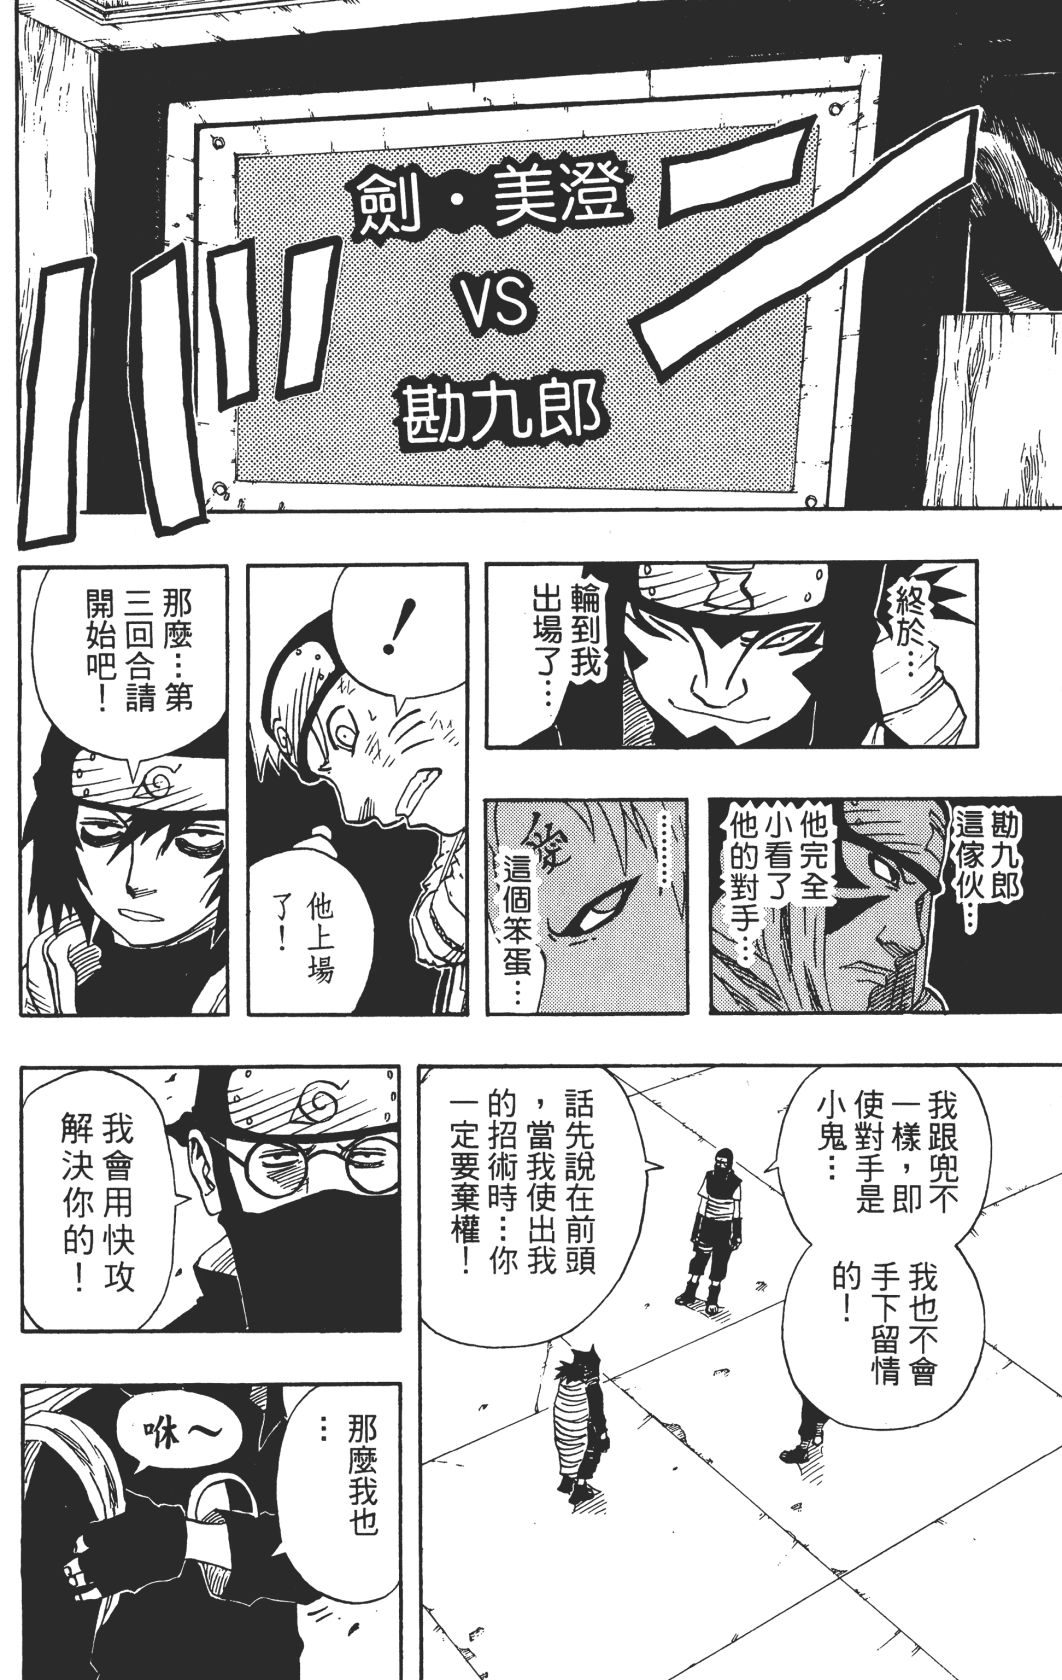 劍·美澄
VS
勘九郎
バン
終於…
輪到我
出場了…
！
他上場
了！
那麼…第
三回合請
開始吧！
勘九郎
這傢伙…
他完全
小看了
他的對手…
………
愛
這個笨蛋…
我跟兜不
一樣，即
使對手是
小鬼…
我也不會
手下留情
的！
話先說在前頭
，當我使出我
的招術時…你
一定要棄權！
我會用快攻
解決你的！
那麼我也
…
咻～